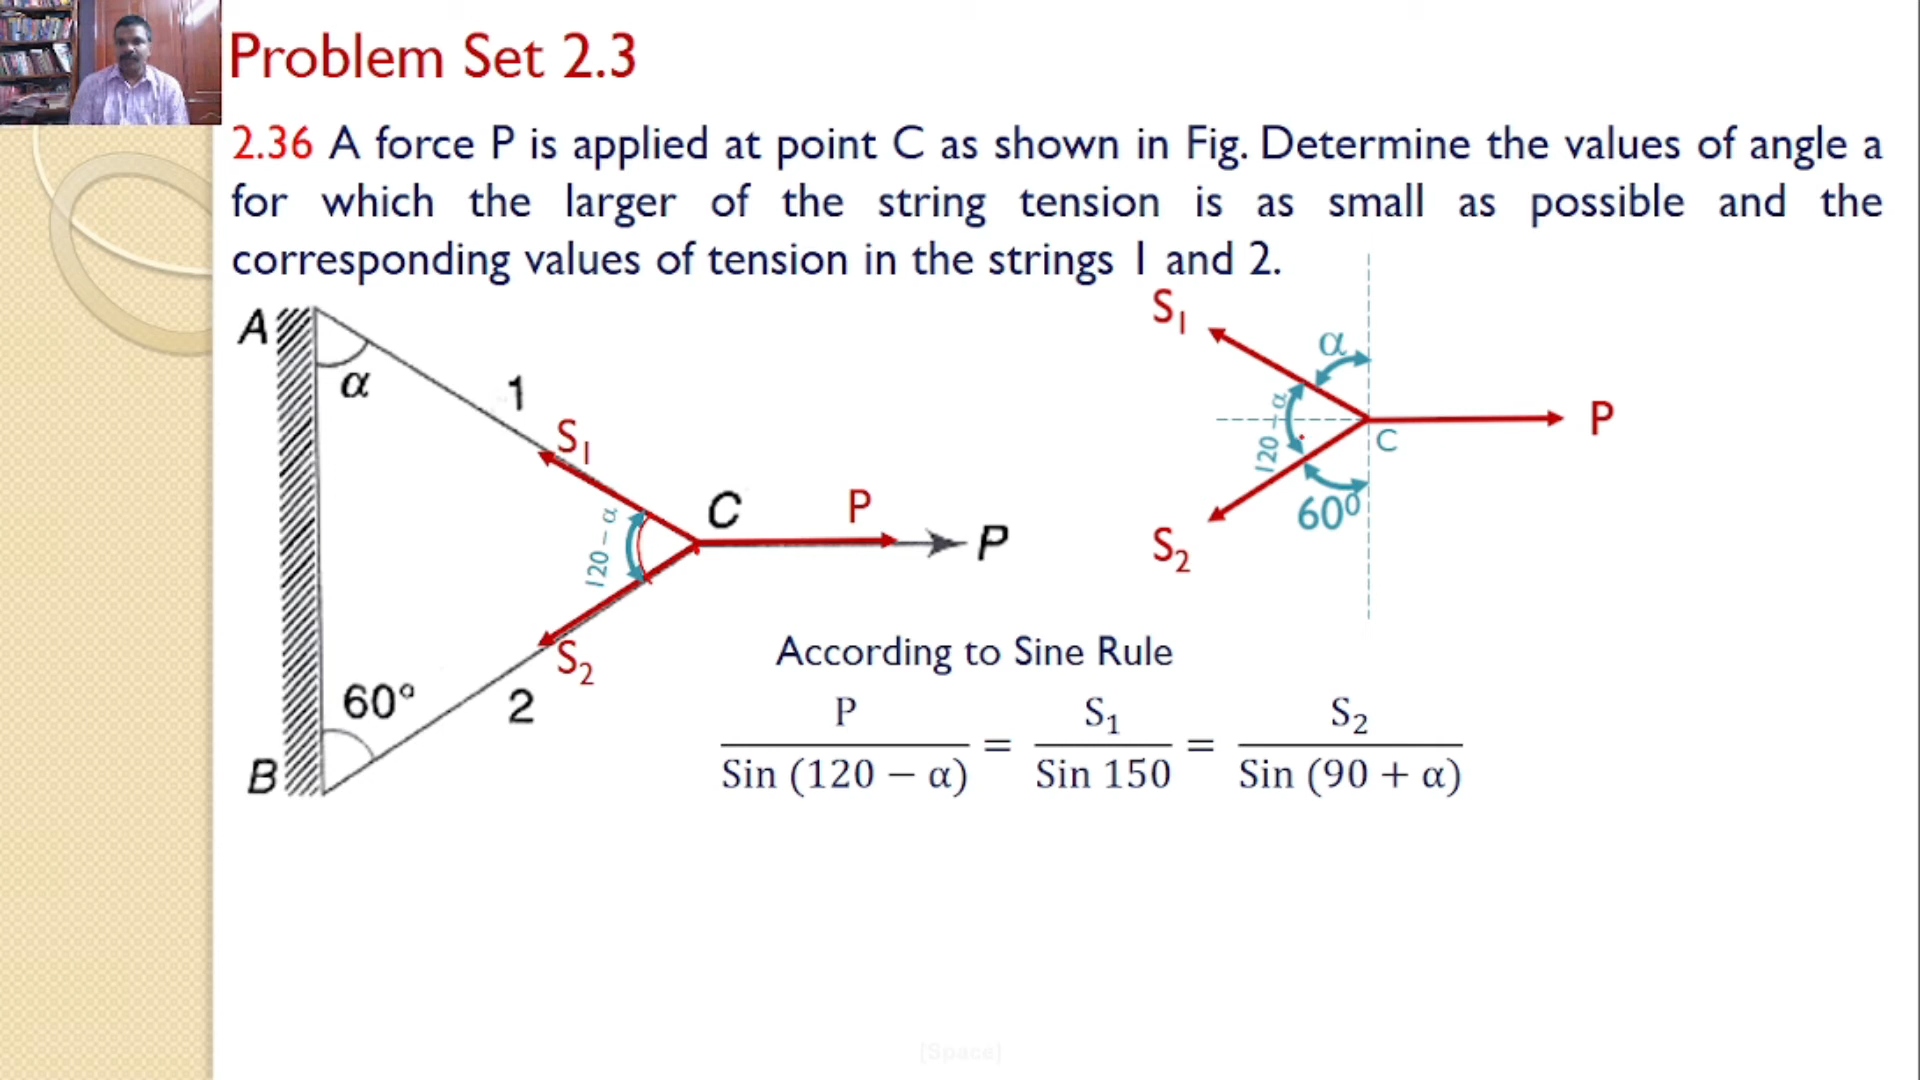 Problem Set 2.3
2.36 A force P is applied at point C as shown in Fig. Determine the values of angle a
for which the larger of the string tension is as small as possible and the
corresponding values of tension in the strings 1 and 2.
A
α
1
S1
C
P
P
120 – α
S2
2
60°
B
S1
α
120 – α
C
P
60⁰
S2
According to Sine Rule
P / Sin (120 − α) = S₁ / Sin 150 = S₂ / Sin (90 + α)
[Space]